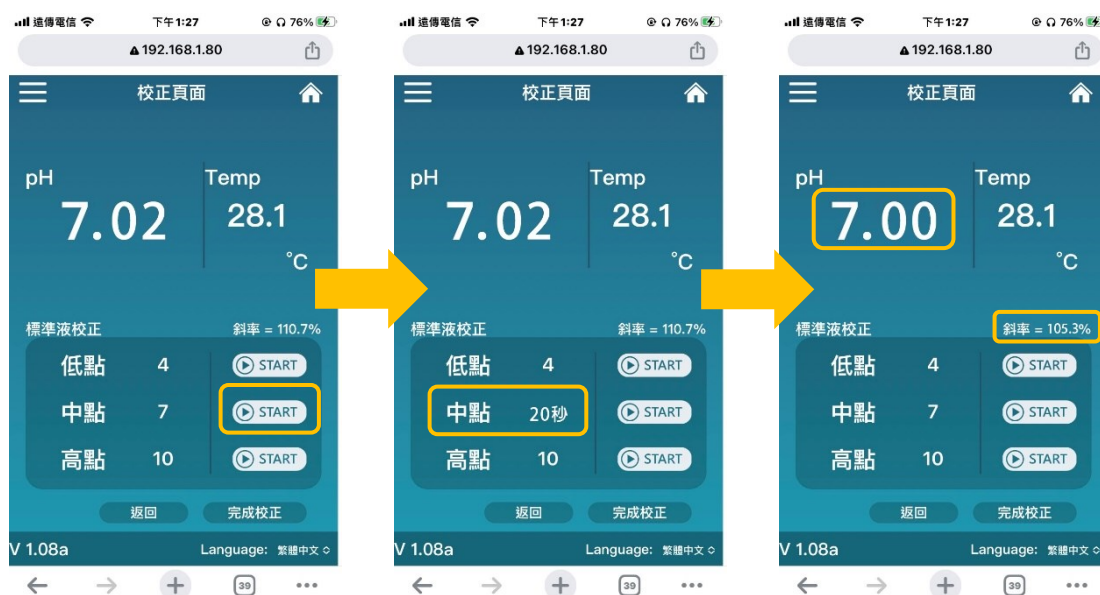 遠傳電信 下午1:27 76%
192.168.1.80
校正頁面
pH Temp
7.02 28.1
°C
標準液校正 斜率 = 110.7%
低點 4 START
中點 7 START
高點 10 START
返回 完成校正
V 1.08a Language: 繁體中文
39
遠傳電信 下午1:27 76%
192.168.1.80
校正頁面
pH Temp
7.02 28.1
°C
標準液校正 斜率 = 110.7%
低點 4 START
中點 20秒 START
高點 10 START
返回 完成校正
V 1.08a Language: 繁體中文
39
遠傳電信 下午1:27 76%
192.168.1.80
校正頁面
pH Temp
7.00 28.1
°C
標準液校正 斜率 = 105.3%
低點 4 START
中點 7 START
高點 10 START
返回 完成校正
V 1.08a Language: 繁體中文
39